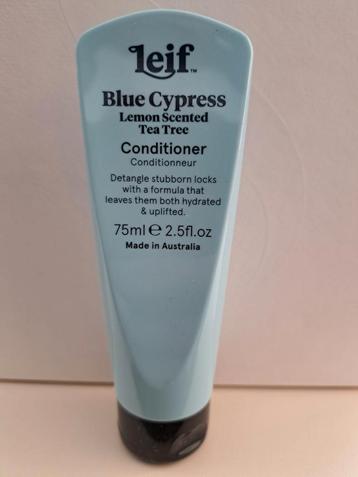 Leif™
Blue Cypress
Lemon Scented
Tea Tree
Conditioner
Conditionneur
Detangle stubborn locks
with a formula that
leaves them both hydrated
& uplifted.
75ml ℮ 2.5fl.oz
Made in Australia